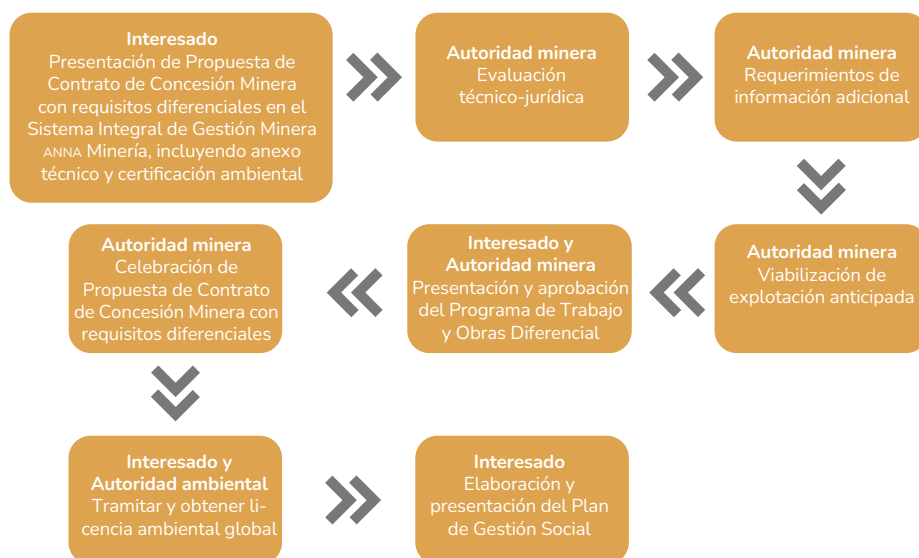 Interesado
Presentación de Propuesta de
Contrato de Concesión Minera
con requisitos diferenciales en el
Sistema Integral de Gestión Minera
ANNA Minería, incluyendo anexo
técnico y certificación ambiental
Autoridad minera
Evaluación
técnico-jurídica
Autoridad minera
Requerimientos de
información adicional
Autoridad minera
Viabilización de
explotación anticipada
Interesado y
Autoridad minera
Presentación y aprobación
del Programa de Trabajo
y Obras Diferencial
Autoridad minera
Celebración de
Propuesta de Contrato
de Concesión Minera con
requisitos diferenciales
Interesado y
Autoridad ambiental
Tramitar y obtener li-
cencia ambiental global
Interesado
Elaboración y
presentación del Plan
de Gestión Social